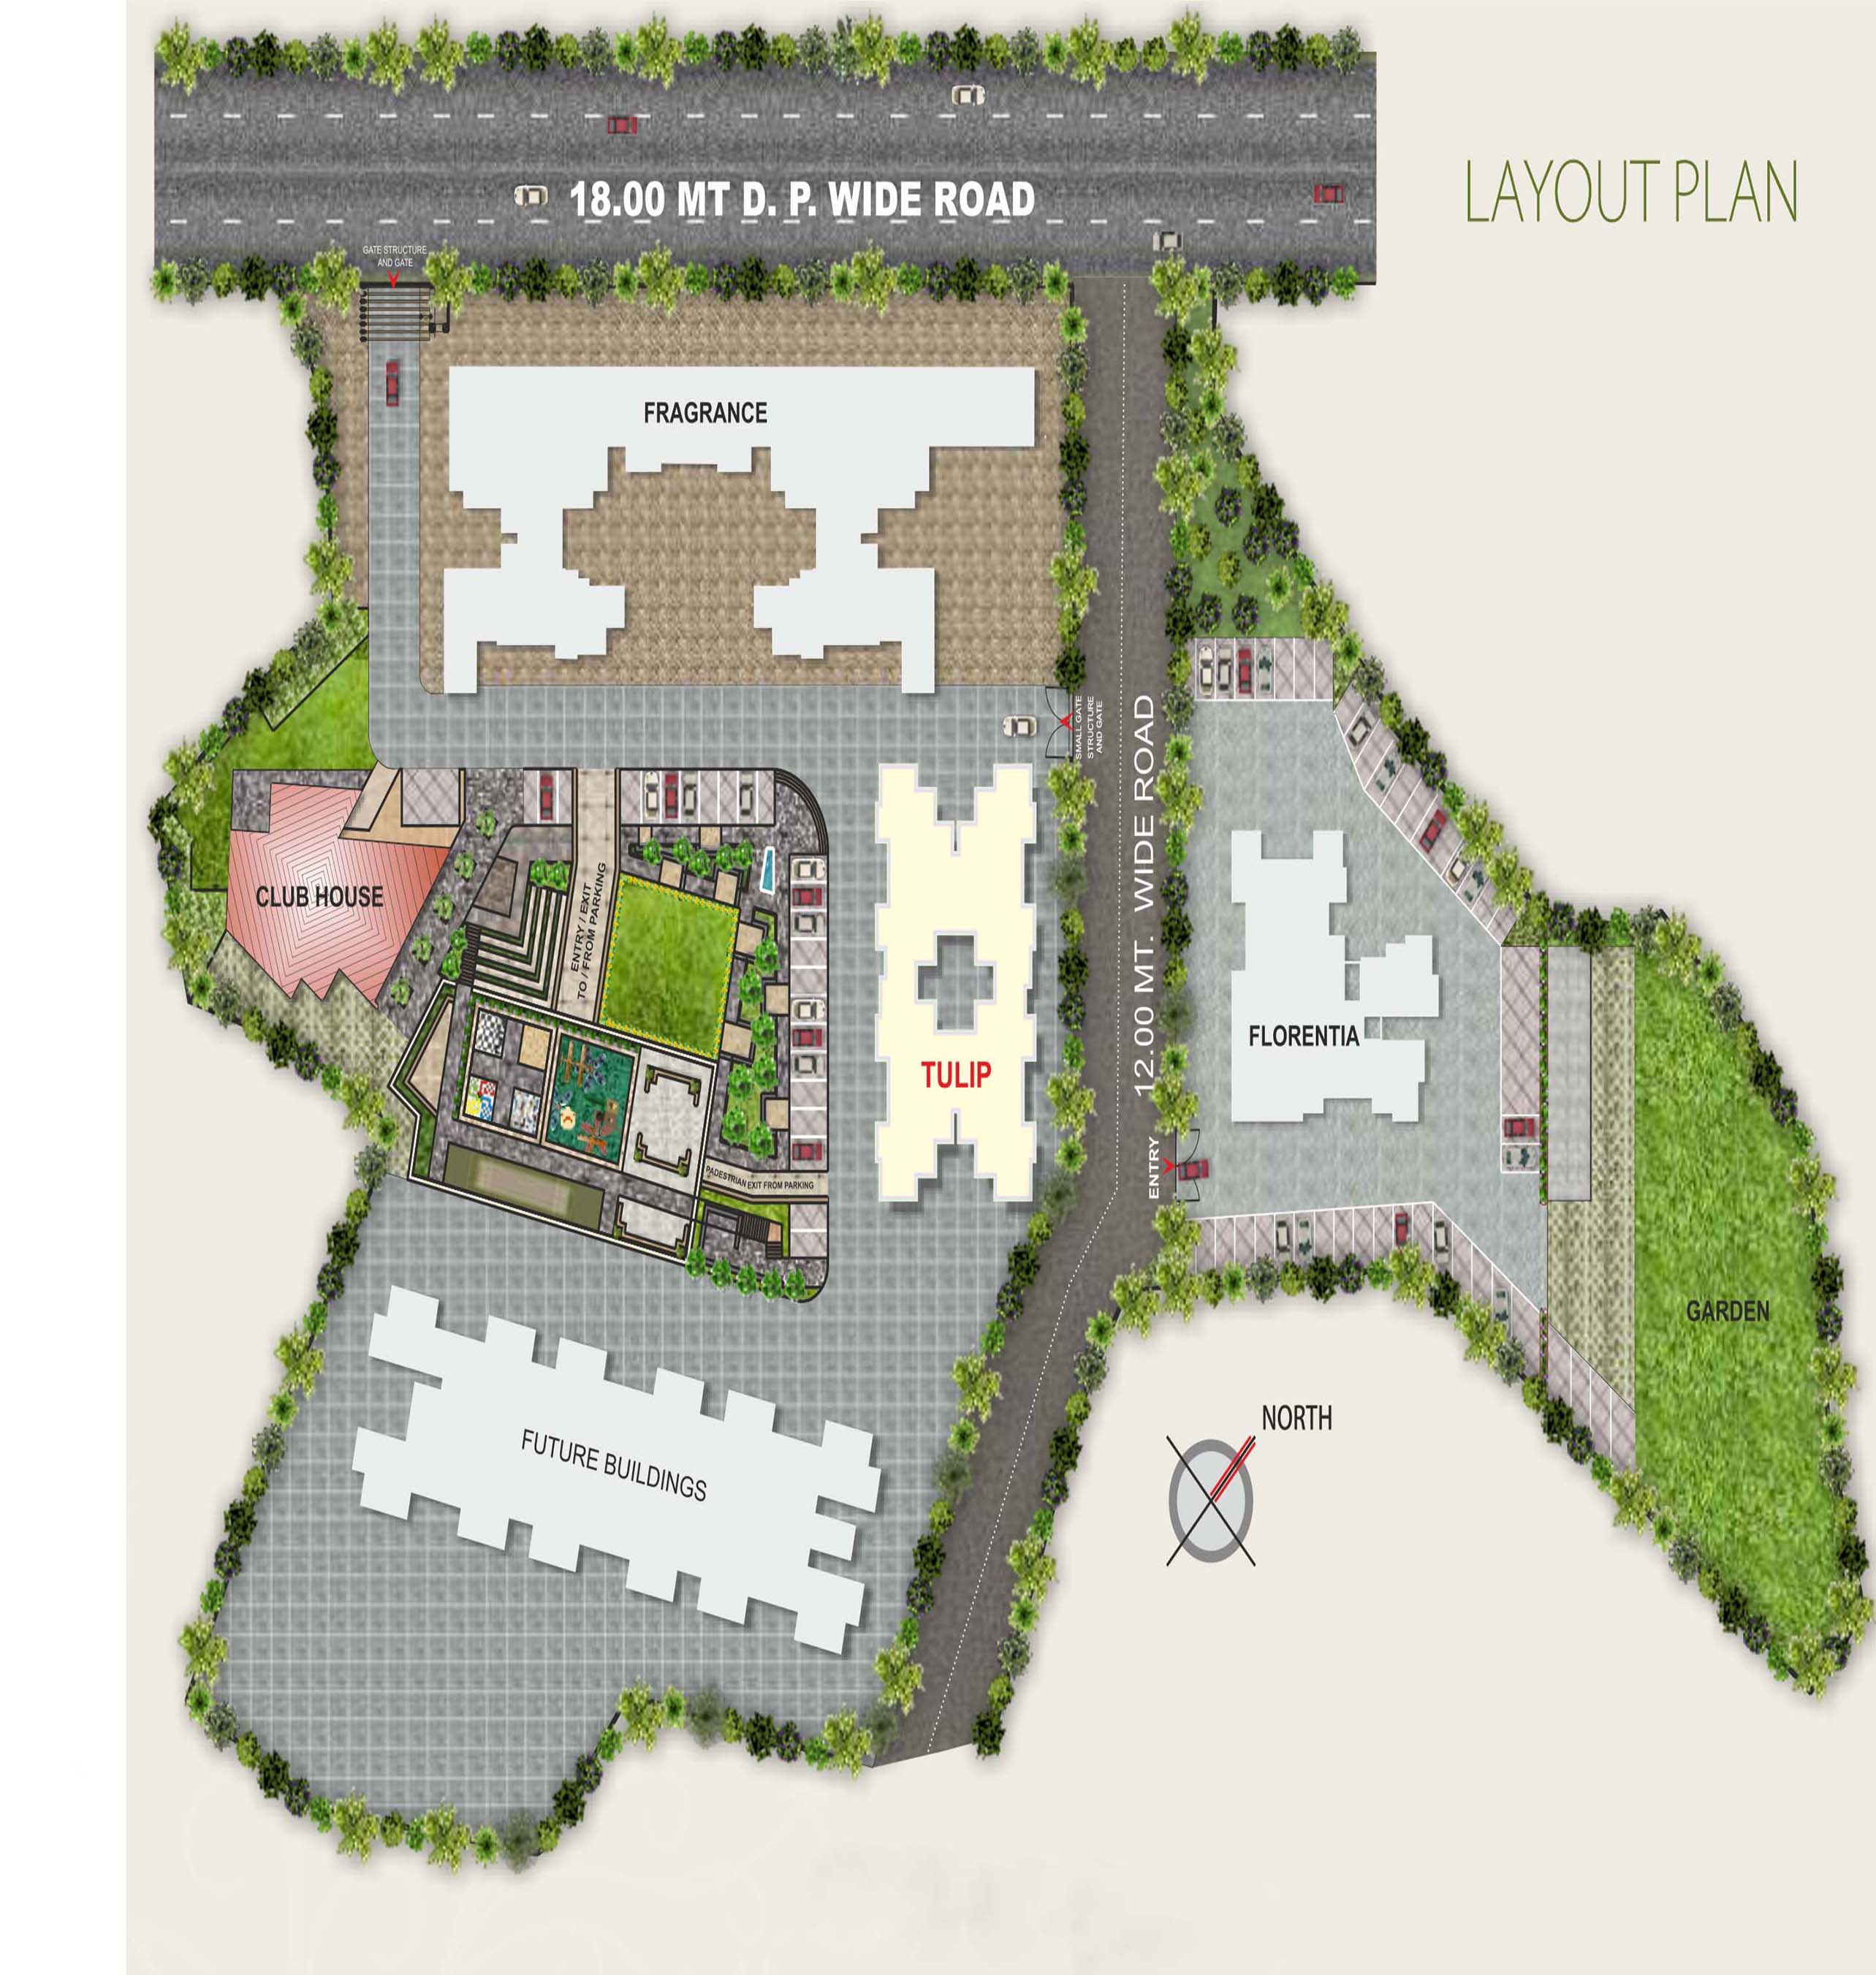 LAYOUT PLAN
18.00 MT D. P. WIDE ROAD
GATE STRUCTURE
AND GATE
FRAGRANCE
SMALL GATE
STRUCTURE
AND GATE
12.00 MT. WIDE ROAD
CLUB HOUSE
ENTRY / EXIT
TO / FROM PARKING
TULIP
FLORENTIA
ENTRY
PADESTRIAN EXIT FROM PARKING
GARDEN
FUTURE BUILDINGS
NORTH